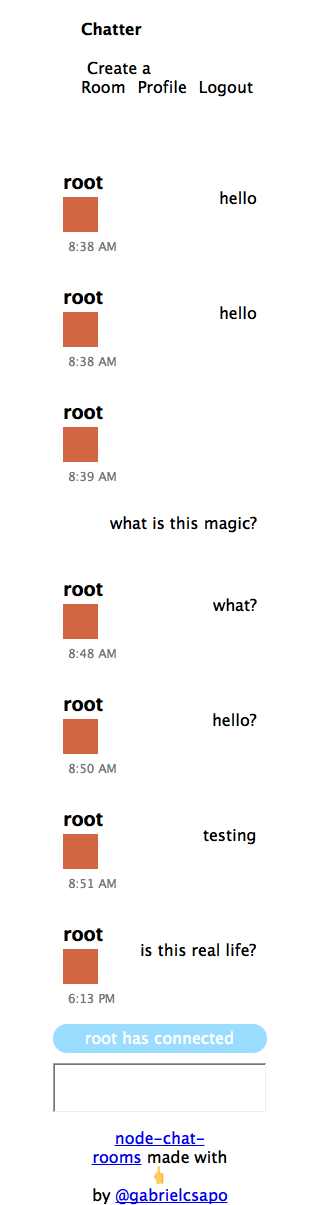 Chatter
Create a
Room Profile Logout
root
hello
8:38 AM
root
hello
8:38 AM
root
8:39 AM
what is this magic?
root
what?
8:48 AM
root
hello?
8:50 AM
root
testing
8:51 AM
root
is this real life?
6:13 PM
root has connected
node-chat-
rooms made with
👆
by @gabrielcsapo